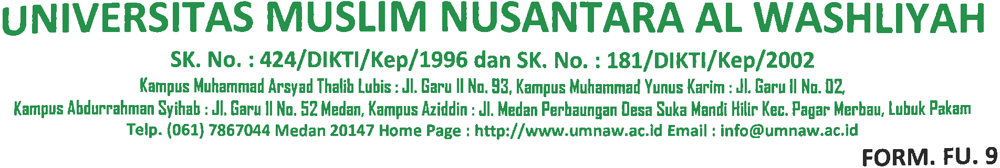 UNIVERSITAS MUSLIM NUSANTARA AL WASHLIYAH
SK. No. : 424/DIKTI/Kep/1996 dan SK. No. : 181/DIKTI/Kep/2002
Kampus Muhammad Arsyad Thalib Lubis : Jl. Garu II No. 93, Kampus Muhammad Yunus Karim : Jl. Garu II No. 02,
Kampus Abdurrahman Syihab : Jl. Garu II No. 52 Medan, Kampus Aziddin : Jl. Medan Perbaungan Desa Suka Mandi Hilir Kec. Pagar Merbau, Lubuk Pakam
Telp. (061) 7867044 Medan 20147 Home Page : http://www.umnaw.ac.id Email : info@umnaw.ac.id
FORM. FU. 9